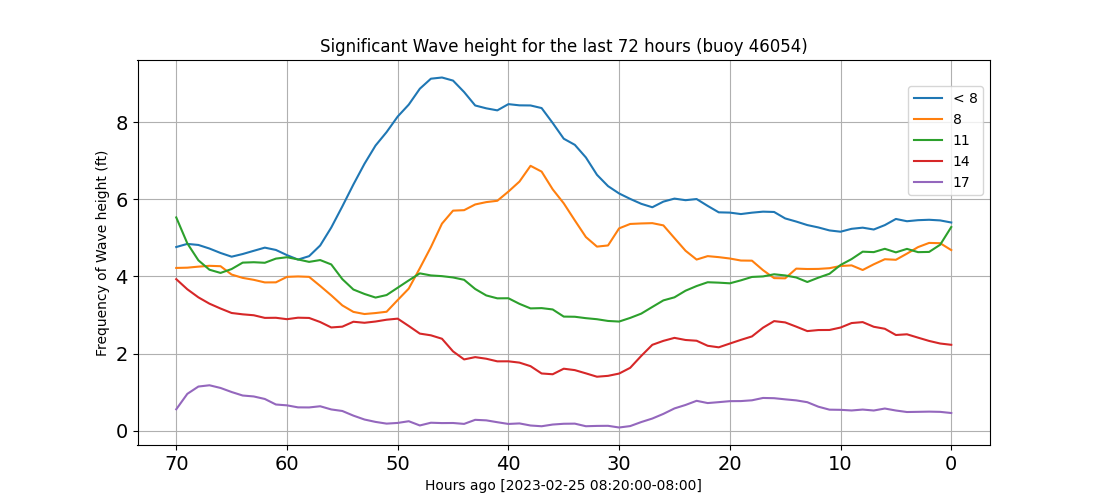 Significant Wave height for the last 72 hours (buoy 46054)
Frequency of Wave height (ft)
8
6
4
2
0
< 8
8
11
14
17
70 60 50 40 30 20 10 0
Hours ago [2023-02-25 08:20:00-08:00]